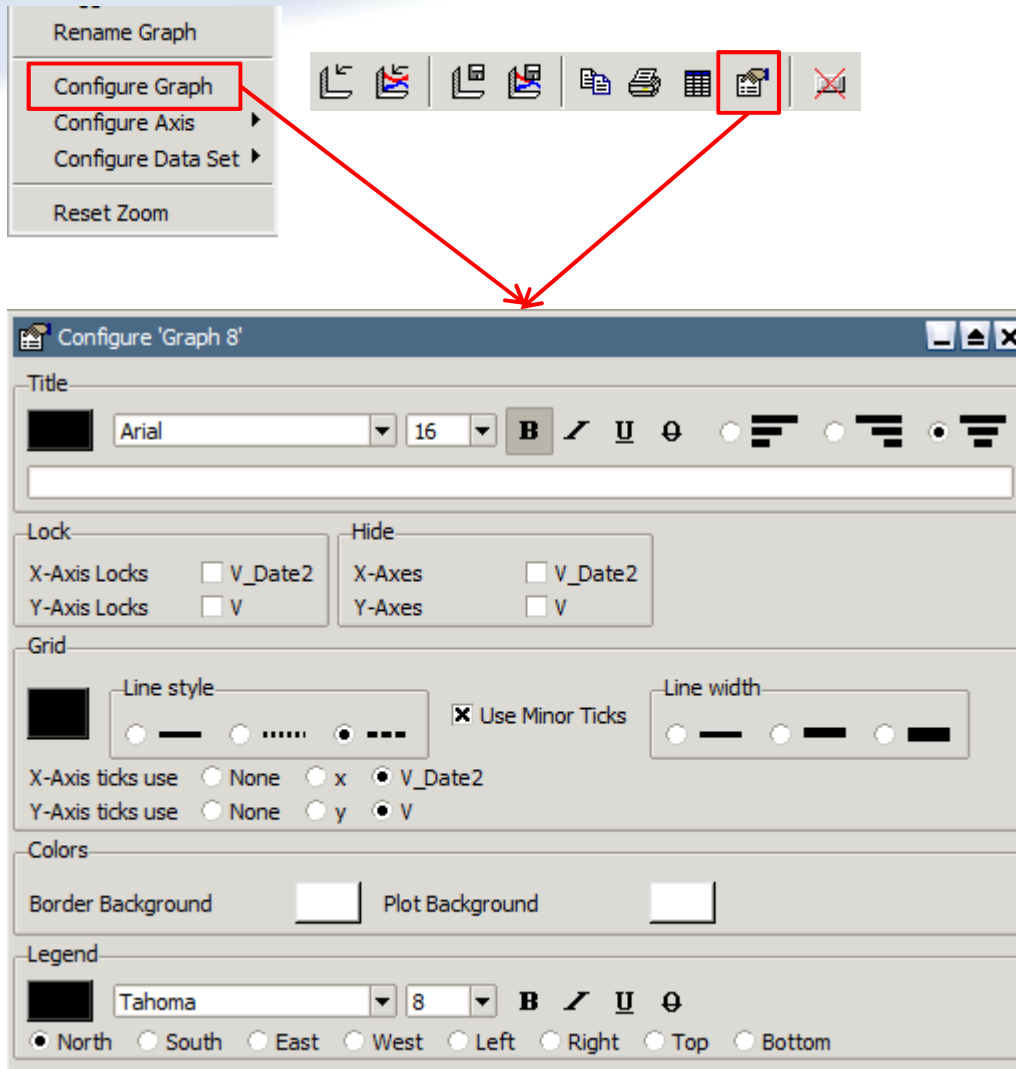 Rename Graph
Configure Graph
Configure Axis
Configure Data Set
Reset Zoom
Configure 'Graph 8'
Title
Arial 16 B I U O
Lock Hide
X-Axis Locks V_Date2 X-Axes V_Date2
Y-Axis Locks V Y-Axes V
Grid
Line style Use Minor Ticks Line width
X-Axis ticks use None x V_Date2
Y-Axis ticks use None y V
Colors
Border Background Plot Background
Legend
Tahoma 8 B I U O
North South East West Left Right Top Bottom